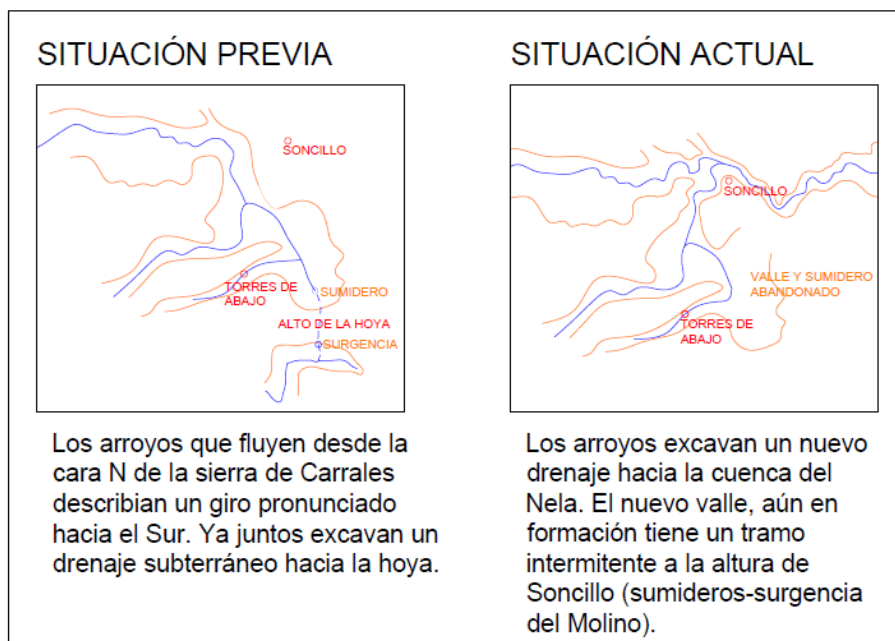 SITUACIÓN PREVIA
SONCILLO
TORRES DE
ABAJO
SUMIDERO
ALTO DE LA HOYA
SURGENCIA
Los arroyos que fluyen desde la
cara N de la sierra de Carrales
describian un giro pronunciado
hacia el Sur. Ya juntos excavan un
drenaje subterráneo hacia la hoya.
SITUACIÓN ACTUAL
SONCILLO
VALLE Y SUMIDERO
ABANDONADO
TORRES DE
ABAJO
Los arroyos excavan un nuevo
drenaje hacia la cuenca del
Nela. El nuevo valle, aún en
formación tiene un tramo
intermitente a la altura de
Soncillo (sumideros-surgencia
del Molino).